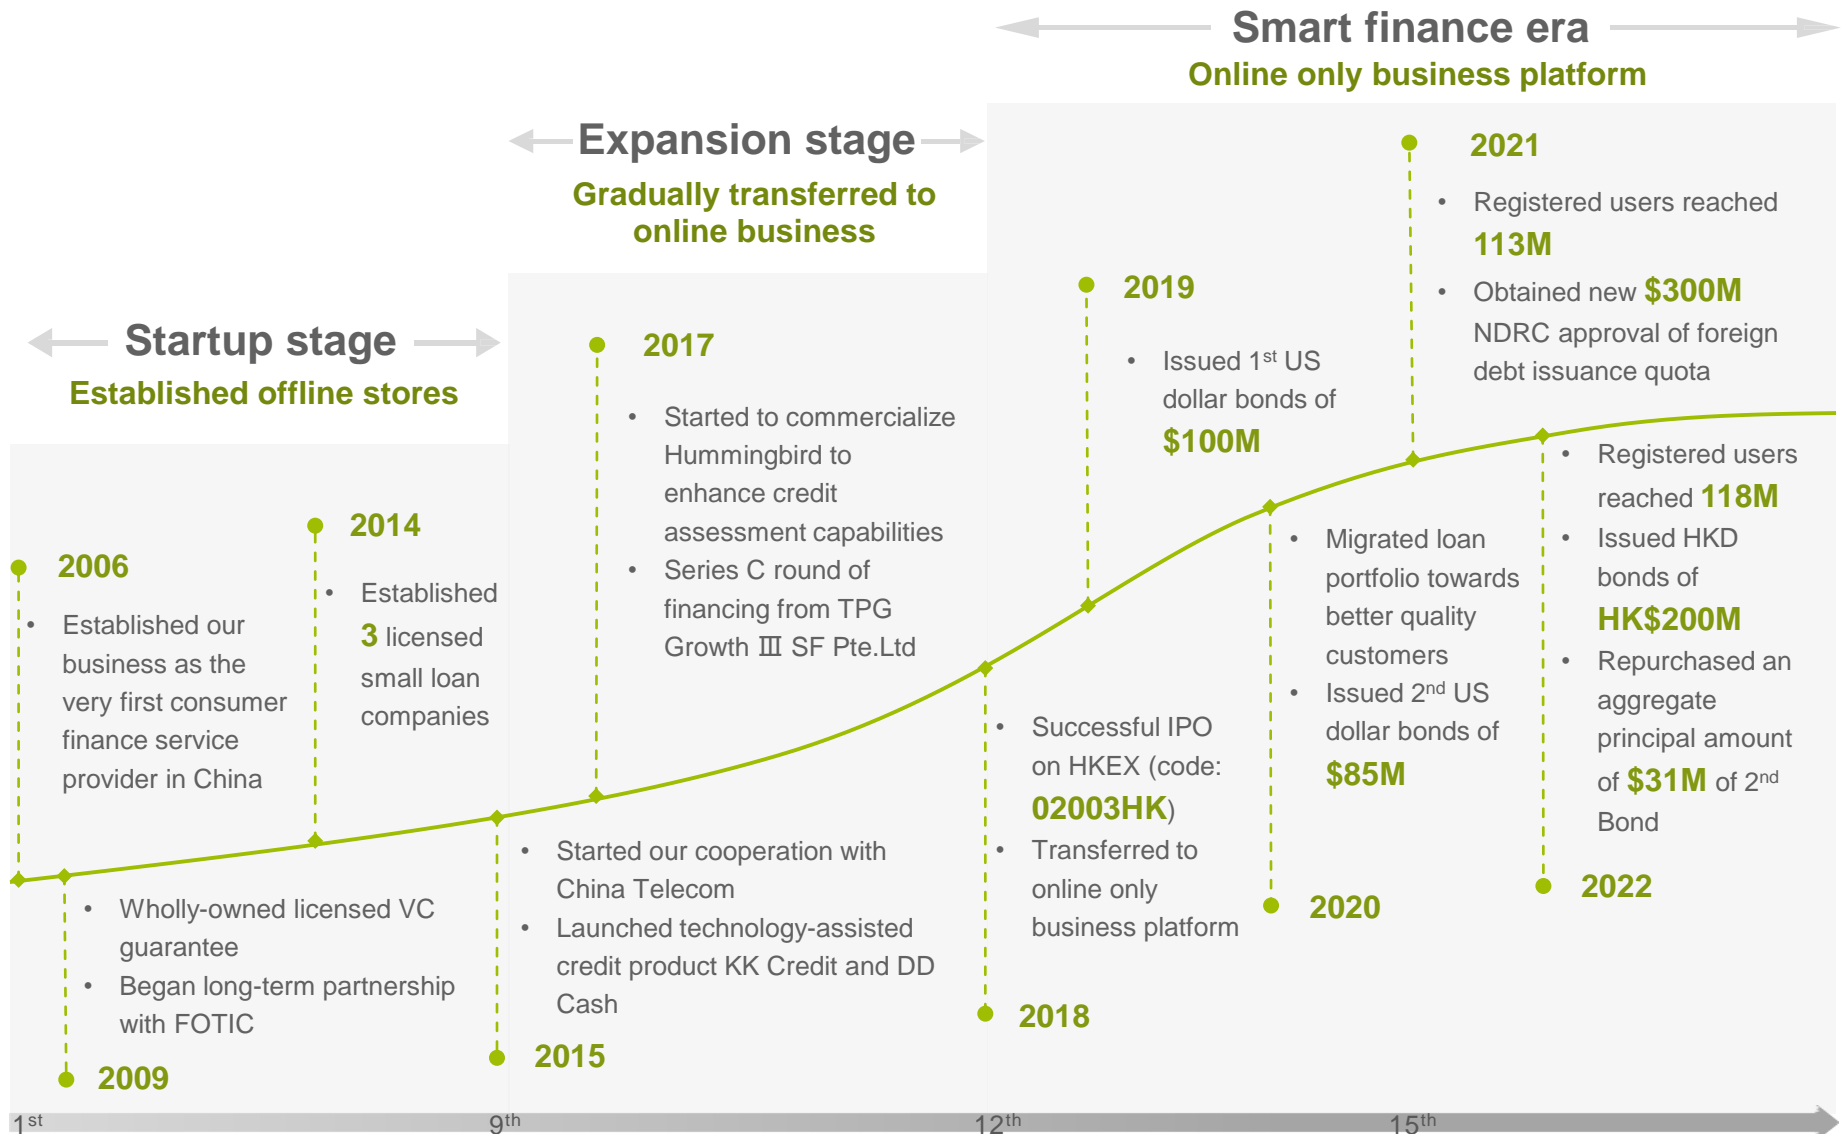 Smart finance era
Online only business platform
Expansion stage
Gradually transferred to
online business
Startup stage
Established offline stores
2006
• Established our
business as the
very first consumer
finance service
provider in China
2009
• Wholly-owned licensed VC
guarantee
• Began long-term partnership
with FOTIC
2014
• Established
3 licensed
small loan
companies
2015
• Started our cooperation with
China Telecom
• Launched technology-assisted
credit product KK Credit and DD
Cash
2017
• Started to commercialize
Hummingbird to
enhance credit
assessment capabilities
• Series C round of
financing from TPG
Growth Ⅲ SF Pte.Ltd
2018
• Successful IPO
on HKEX (code:
02003HK)
• Transferred to
online only
business platform
2019
• Issued 1st US
dollar bonds of
$100M
2020
• Migrated loan
portfolio towards
better quality
customers
• Issued 2nd US
dollar bonds of
$85M
2021
• Registered users reached
113M
• Obtained new $300M
NDRC approval of foreign
debt issuance quota
2022
• Registered users
reached 118M
• Issued HKD
bonds of
HK$200M
• Repurchased an
aggregate
principal amount
of $31M of 2nd
Bond
1st
9th
12th
15th